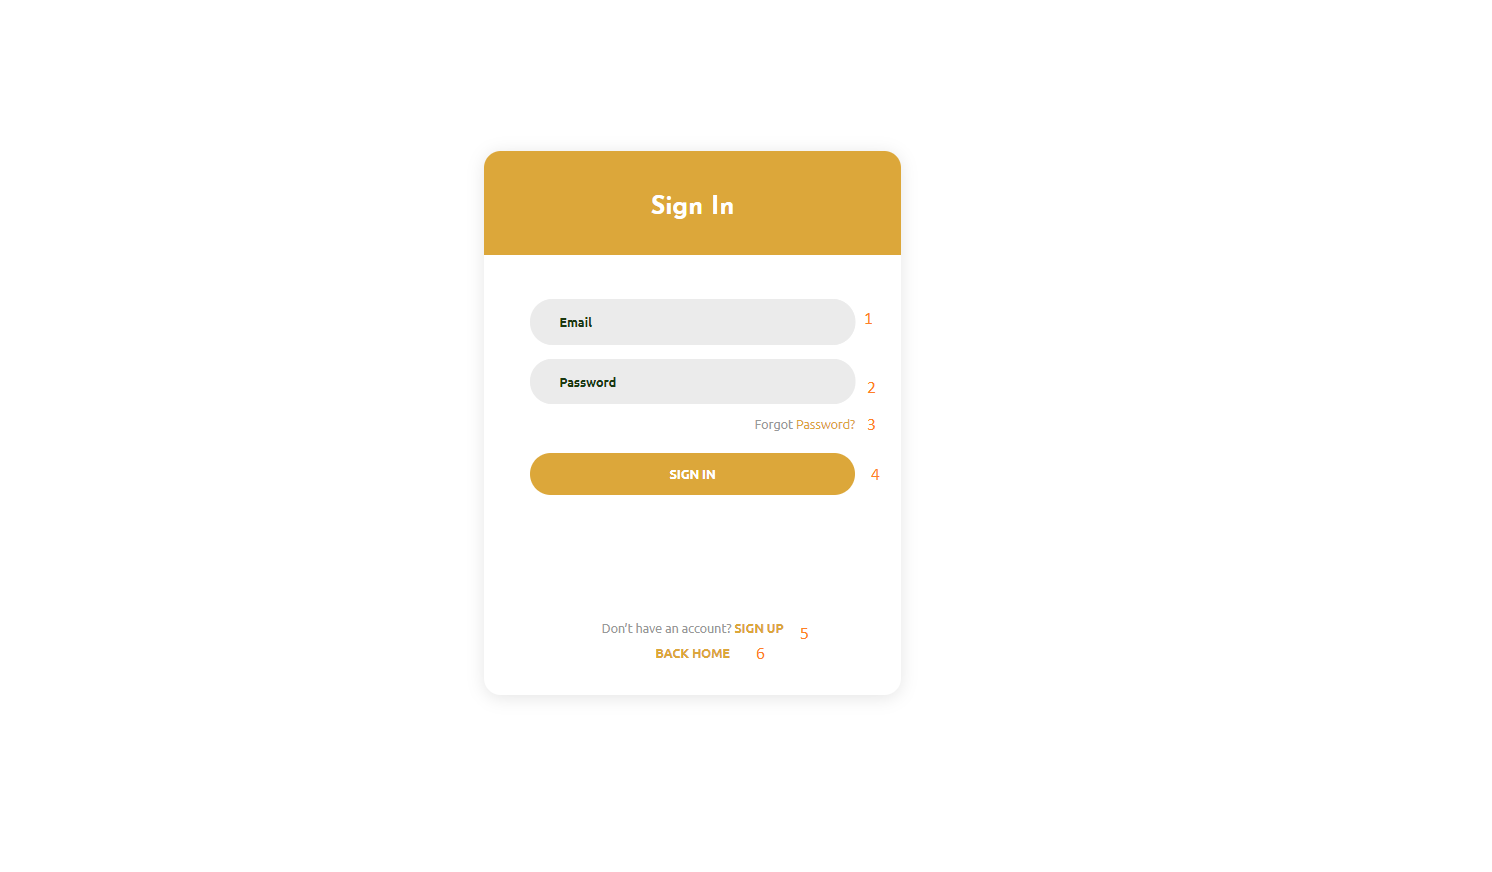 Sign In
Email 1
Password 2
Forgot Password? 3
SIGN IN 4
Don't have an account? SIGN UP 5
BACK HOME 6